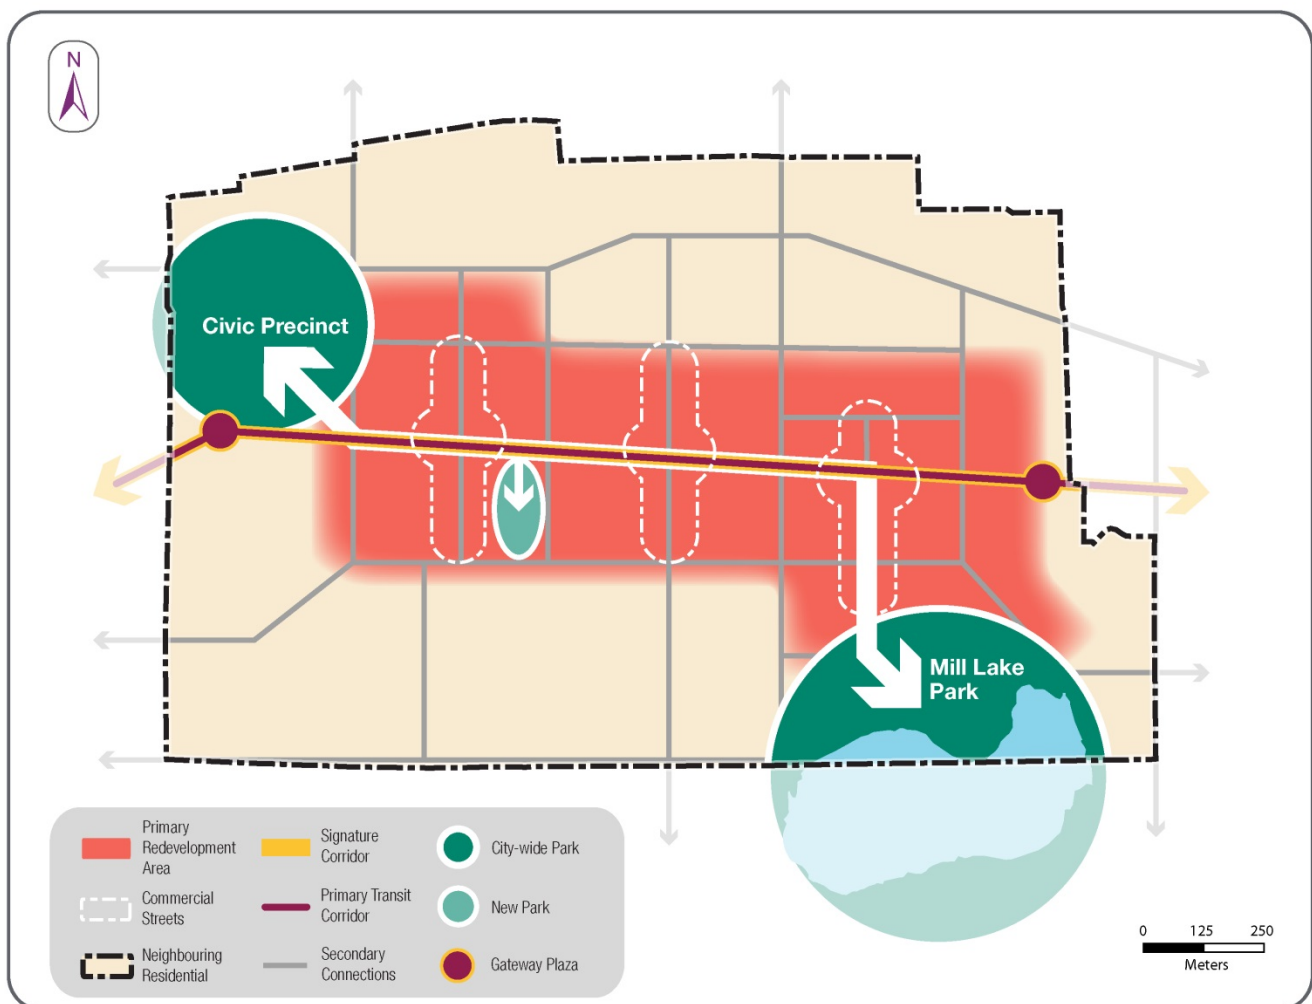 N
Civic Precinct
Mill Lake
Park
Primary
Redevelopment
Area
Signature
Corridor
City-wide Park
Commercial
Streets
Primary Transit
Corridor
New Park
Neighbouring
Residential
Secondary
Connections
Gateway Plaza
0 125 250
Meters